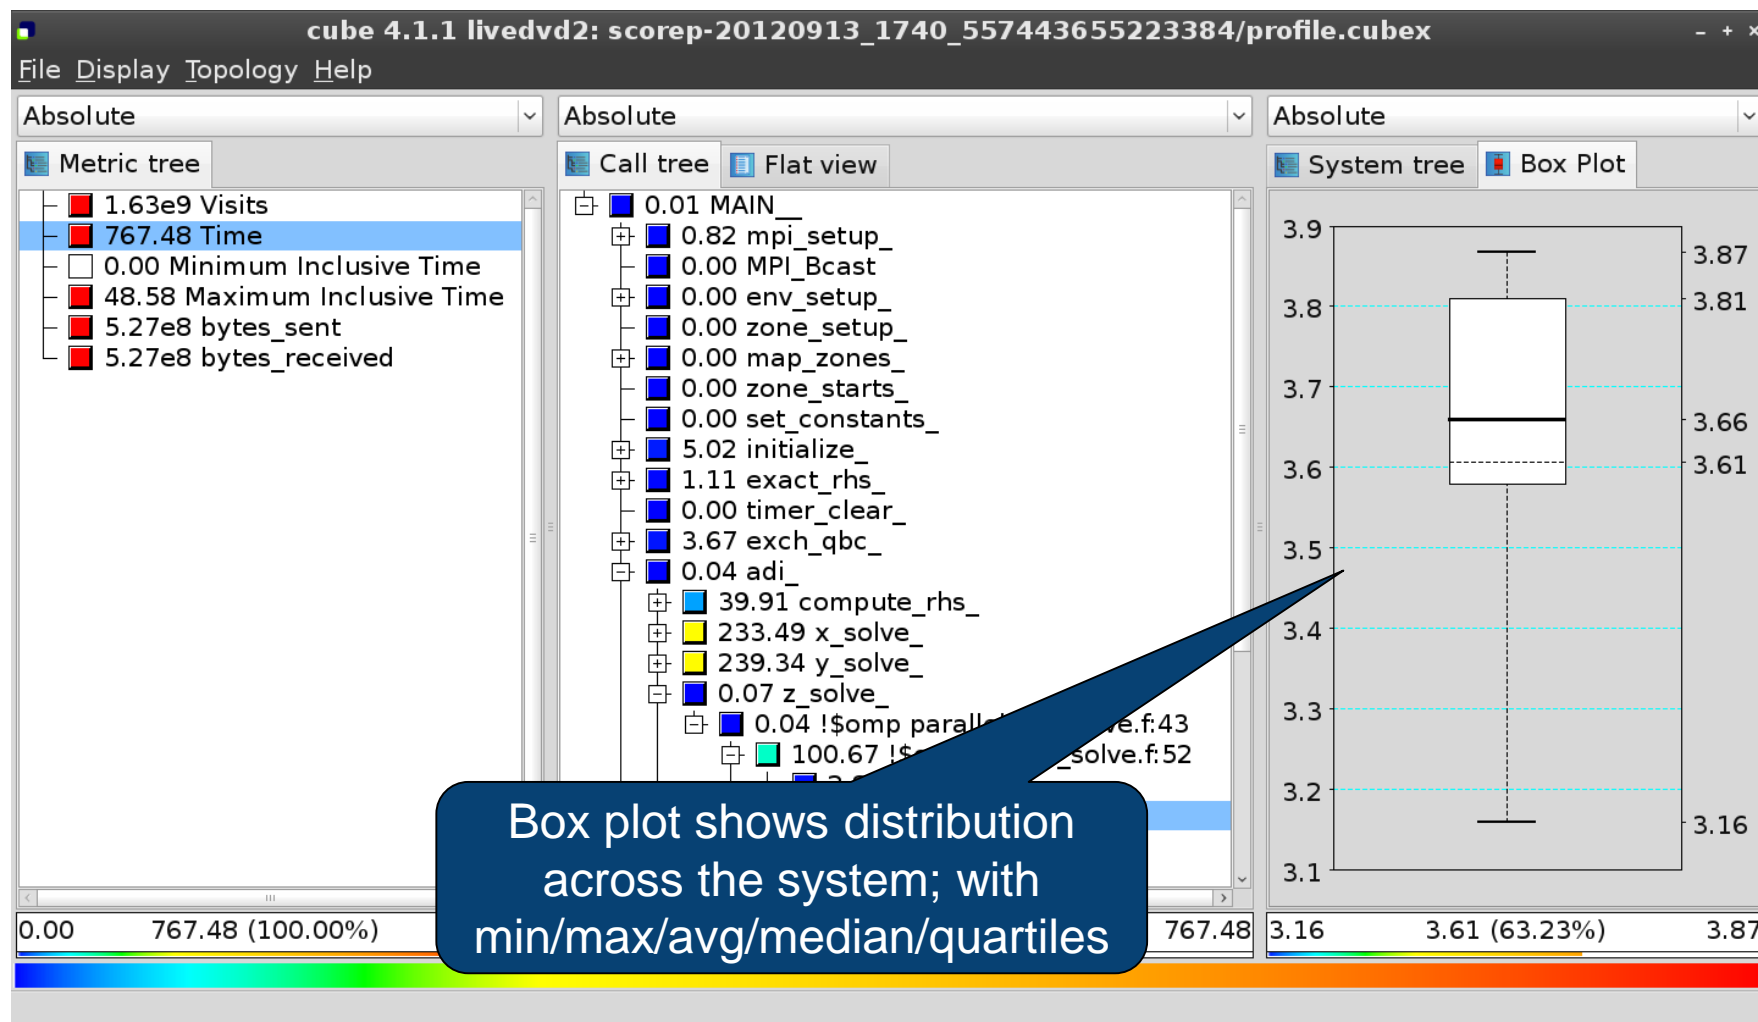 cube 4.1.1 livedvd2: scorep-20120913_1740_557443655223384/profile.cubex
File Display Topology Help
Absolute
Metric tree
1.63e9 Visits
767.48 Time
0.00 Minimum Inclusive Time
48.58 Maximum Inclusive Time
5.27e8 bytes_sent
5.27e8 bytes_received
0.00 767.48 (100.00%)
Absolute
Call tree Flat view
0.01 MAIN__
0.82 mpi_setup_
0.00 MPI_Bcast
0.00 env_setup_
0.00 zone_setup_
0.00 map_zones_
0.00 zone_starts_
0.00 set_constants_
5.02 initialize_
1.11 exact_rhs_
0.00 timer_clear_
3.67 exch_qbc_
0.04 adi_
39.91 compute_rhs_
233.49 x_solve_
239.34 y_solve_
0.07 z_solve_
0.04 !$omp ve.f:43
100.67 solve.f:52
767.48
Box plot shows distribution
across the system; with
min/max/avg/median/quartiles
Absolute
System tree Box Plot
3.9
3.87
3.81
3.8
3.7
3.66
3.61
3.6
3.5
3.4
3.3
3.2
3.16
3.1
3.16 3.61 (63.23%) 3.87